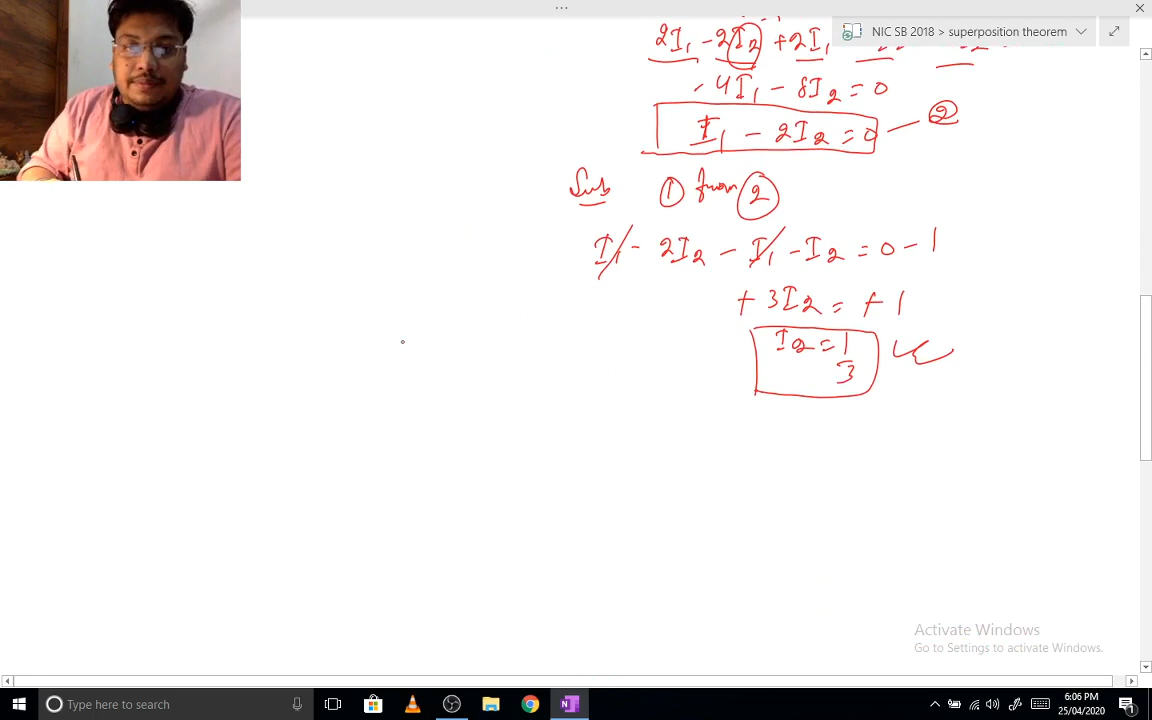 NIC SB 2018 > superposition theorem
2I₁ - 2I₂ + 2I₁
4I₁ - 8I₂ = 0
I₁ - 2I₂ = 0 — ②
Sub ① from ②
I₁ - 2I₂ - I₁ - I₂ = 0 - 1
+ 3I₂ = + 1
I₂ = 1
3
Activate Windows
Go to Settings to activate Windows.
Type here to search
6:06 PM
25/04/2020
1